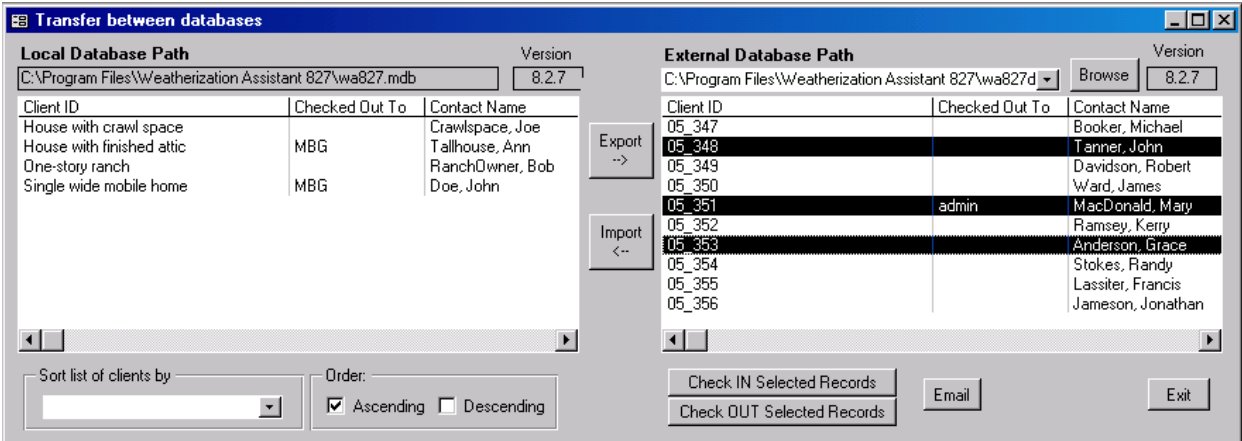 Transfer between databases
Local Database Path
Version
C:\Program Files\Weatherization Assistant 827\wa827.mdb
8.2.7
Client ID Checked Out To Contact Name
House with crawl space Crawlspace, Joe
House with finished attic MBG Tallhouse, Ann
One-story ranch RanchOwner, Bob
Single wide mobile home MBG Doe, John
Export
-->
Import
<--
External Database Path
Version
C:\Program Files\Weatherization Assistant 827\wa827d
Browse
8.2.7
Client ID Checked Out To Contact Name
05_347 Booker, Michael
05_348 Tanner, John
05_349 Davidson, Robert
05_350 Ward, James
05_351 admin MacDonald, Mary
05_352 Ramsey, Kerry
05_353 Anderson, Grace
05_354 Stokes, Randy
05_355 Lassiter, Francis
05_356 Jameson, Jonathan
Sort list of clients by
Order:
Ascending Descending
Check IN Selected Records
Check OUT Selected Records
Email
Exit